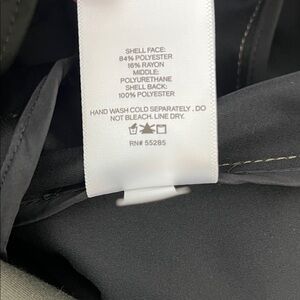 SHELL FACE:
84% POLYESTER
16% RAYON
MIDDLE:
POLYURETHANE
SHELL BACK:
100% POLYESTER
HAND WASH COLD SEPARATELY. DO
NOT BLEACH. LINE DRY.
RN# 55285